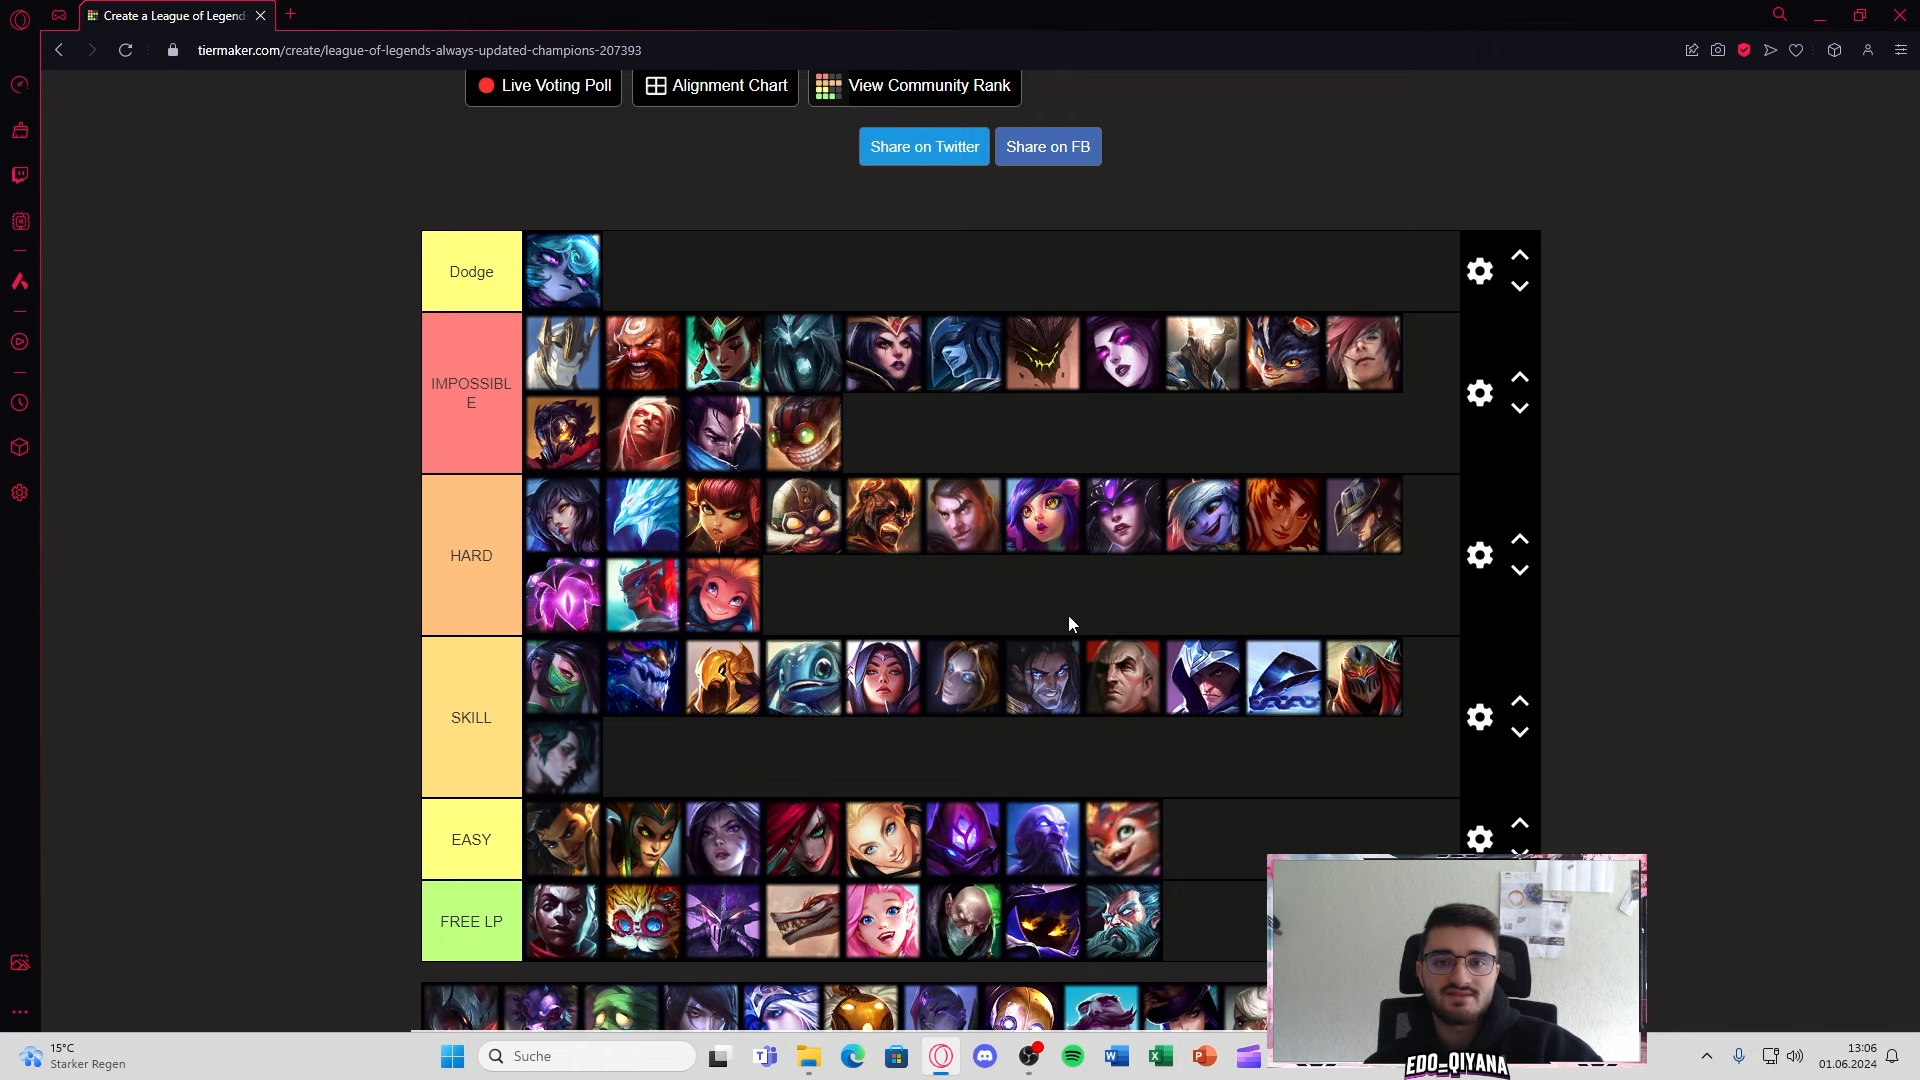 Create a League of Legend
tiermaker.com/create/league-of-legends-always-updated-champions-207393
Live Voting Poll
Alignment Chart
View Community Rank
Share on Twitter
Share on FB
Dodge
IMPOSSIBL
E
HARD
SKILL
EASY
FREE LP
EDO_QIYANA
15°C
Starker Regen
Suche
13:06
01.06.2024